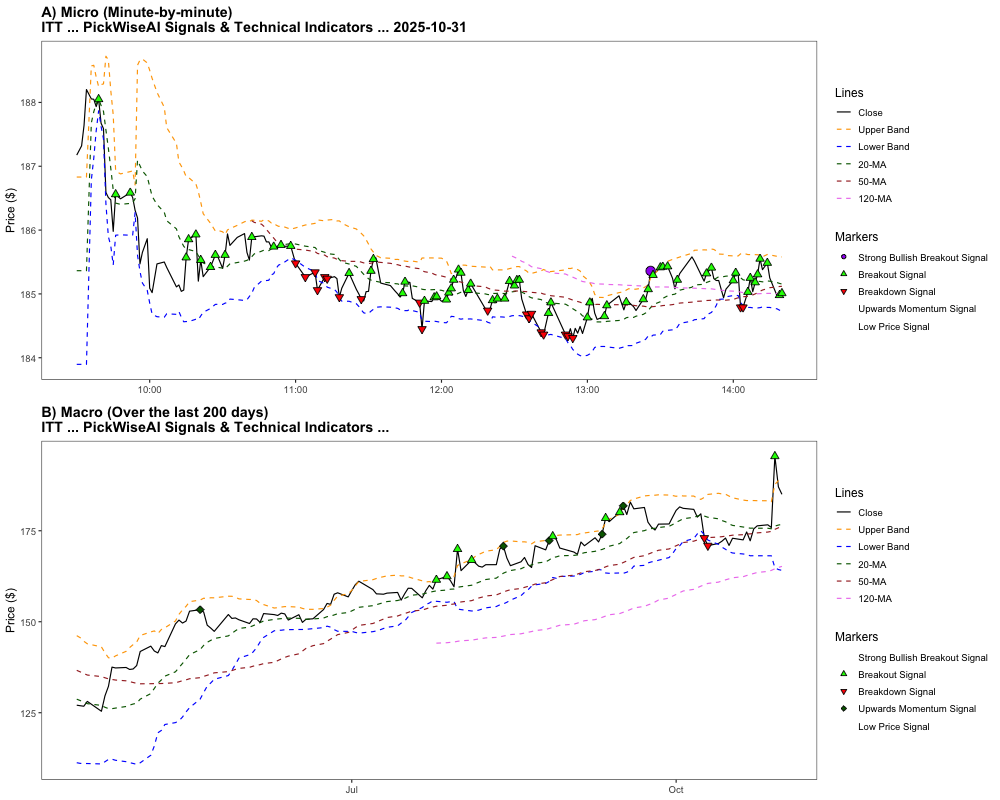 A) Micro (Minute-by-minute)
ITT ... PickWiseAI Signals & Technical Indicators ... 2025-10-31
Price ($)
188
187
186
185
184
10:00
11:00
12:00
13:00
14:00
Lines
Close
Upper Band
Lower Band
20-MA
50-MA
120-MA
Markers
Strong Bullish Breakout Signal
Breakout Signal
Breakdown Signal
Upwards Momentum Signal
Low Price Signal
B) Macro (Over the last 200 days)
ITT ... PickWiseAI Signals & Technical Indicators ...
Price ($)
175
150
125
Jul
Oct
Lines
Close
Upper Band
Lower Band
20-MA
50-MA
120-MA
Markers
Strong Bullish Breakout Signal
Breakout Signal
Breakdown Signal
Upwards Momentum Signal
Low Price Signal